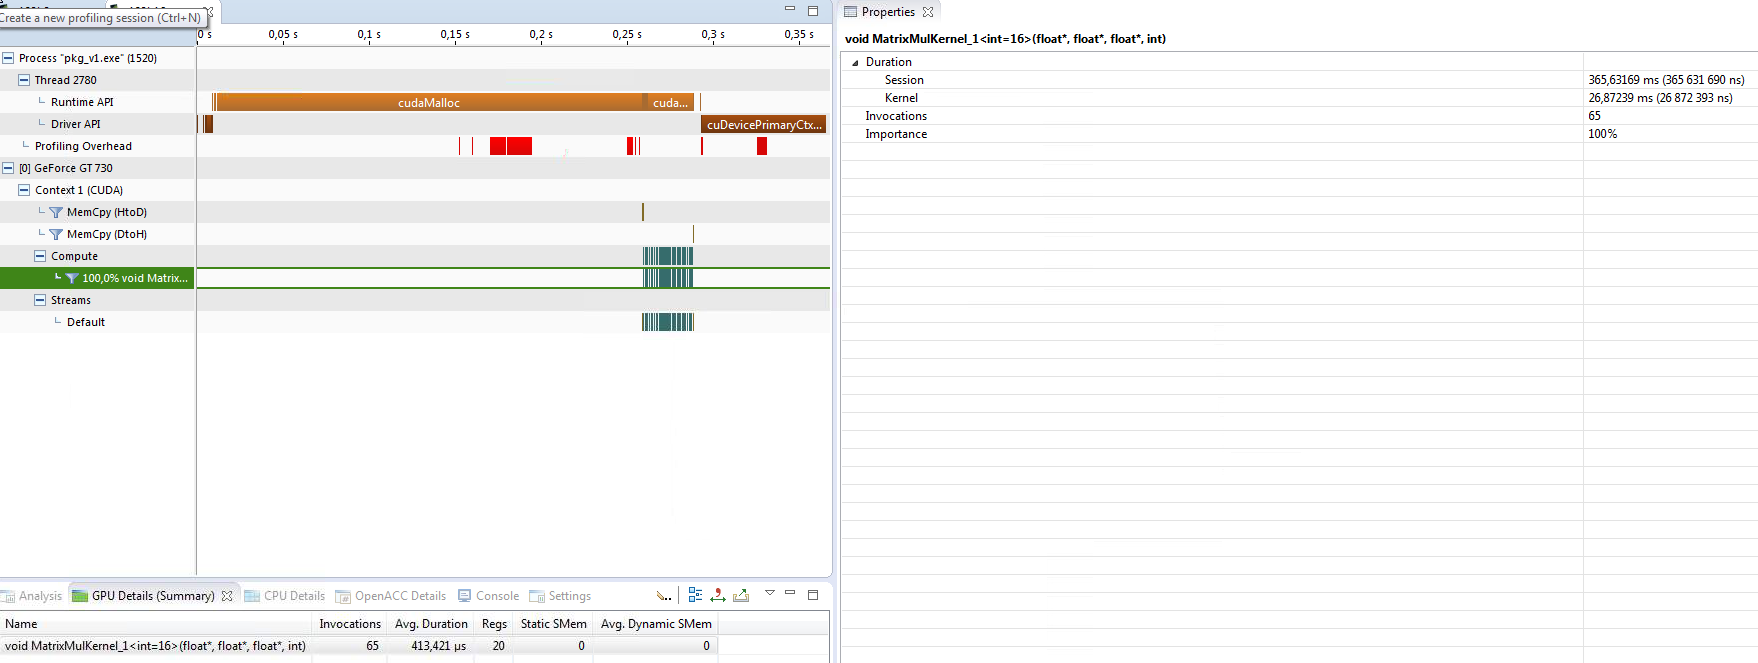 Create a new profiling session (Ctrl+N)
0 s 0,05 s 0,1 s 0,15 s 0,2 s 0,25 s 0,3 s 0,35 s
Process "pkg_v1.exe" (1520)
Thread 2780
Runtime API cudaMalloc cuda...
Driver API cuDevicePrimaryCtx...
Profiling Overhead
[0] GeForce GT 730
Context 1 (CUDA)
MemCpy (HtoD)
MemCpy (DtoH)
Compute
100,0% void Matrix...
Streams
Default
Analysis GPU Details (Summary) CPU Details OpenACC Details Console Settings
Name Invocations Avg. Duration Regs Static SMem Avg. Dynamic SMem
void MatrixMulKernel_1<int=16>(float*, float*, float*, int) 65 413,421 µs 20 0 0
Properties
void MatrixMulKernel_1<int=16>(float*, float*, float*, int)
Duration
Session 365,63169 ms (365 631 690 ns)
Kernel 26,87239 ms (26 872 393 ns)
Invocations 65
Importance 100%